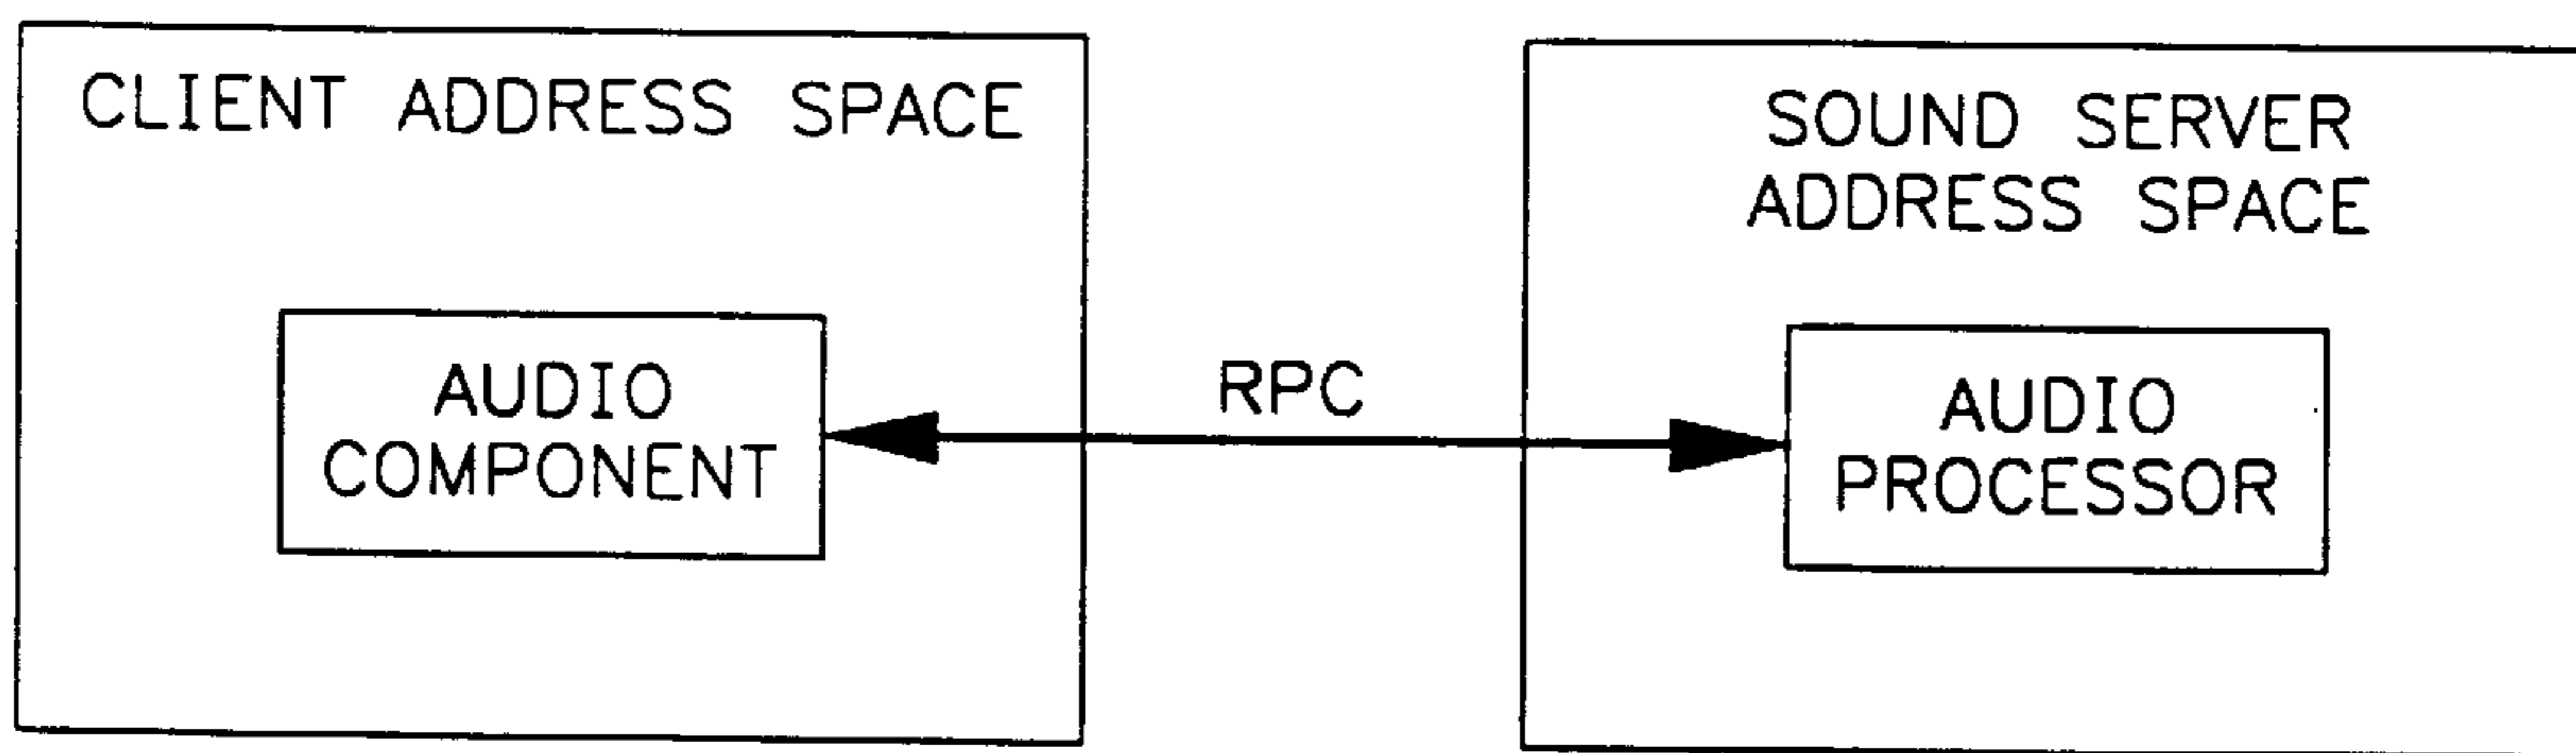 CLIENT ADDRESS SPACE
AUDIO
COMPONENT
RPC
SOUND SERVER
ADDRESS SPACE
AUDIO
PROCESSOR